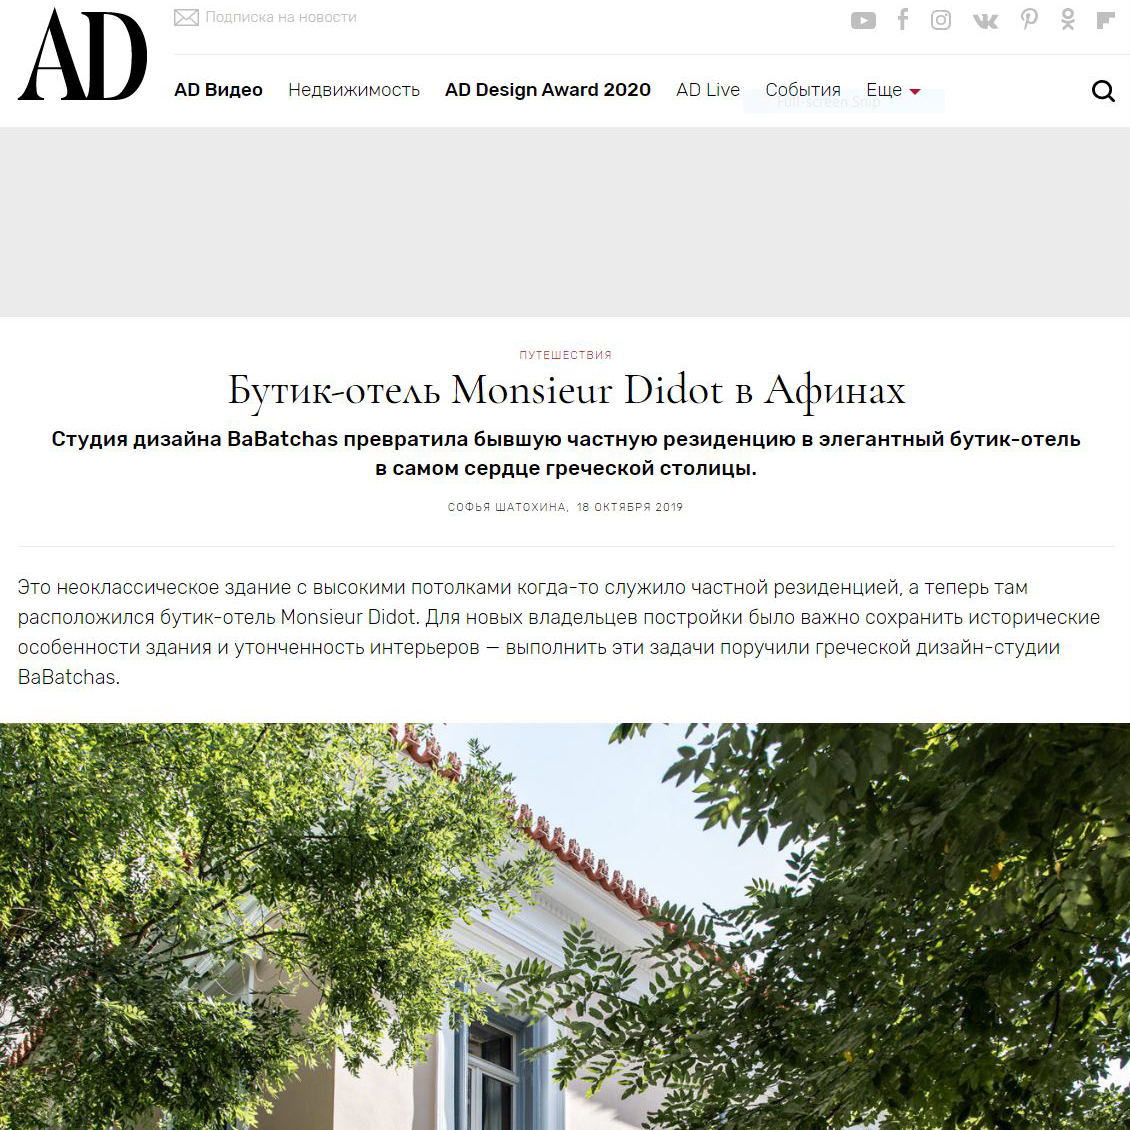 AD
Подписка на новости
AD Видео Недвижимость AD Design Award 2020 AD Live События Еще
Full-screen Snip
ПУТЕШЕСТВИЯ
Бутик-отель Monsieur Didot в Афинах
Студия дизайна BaBatchas превратила бывшую частную резиденцию в элегантный бутик-отель
в самом сердце греческой столицы.
СОФЬЯ ШАТОХИНА, 18 ОКТЯБРЯ 2019
Это неоклассическое здание с высокими потолками когда-то служило частной резиденцией, а теперь там
расположился бутик-отель Monsieur Didot. Для новых владельцев постройки было важно сохранить исторические
особенности здания и утонченность интерьеров — выполнить эти задачи поручили греческой дизайн-студии
BaBatchas.